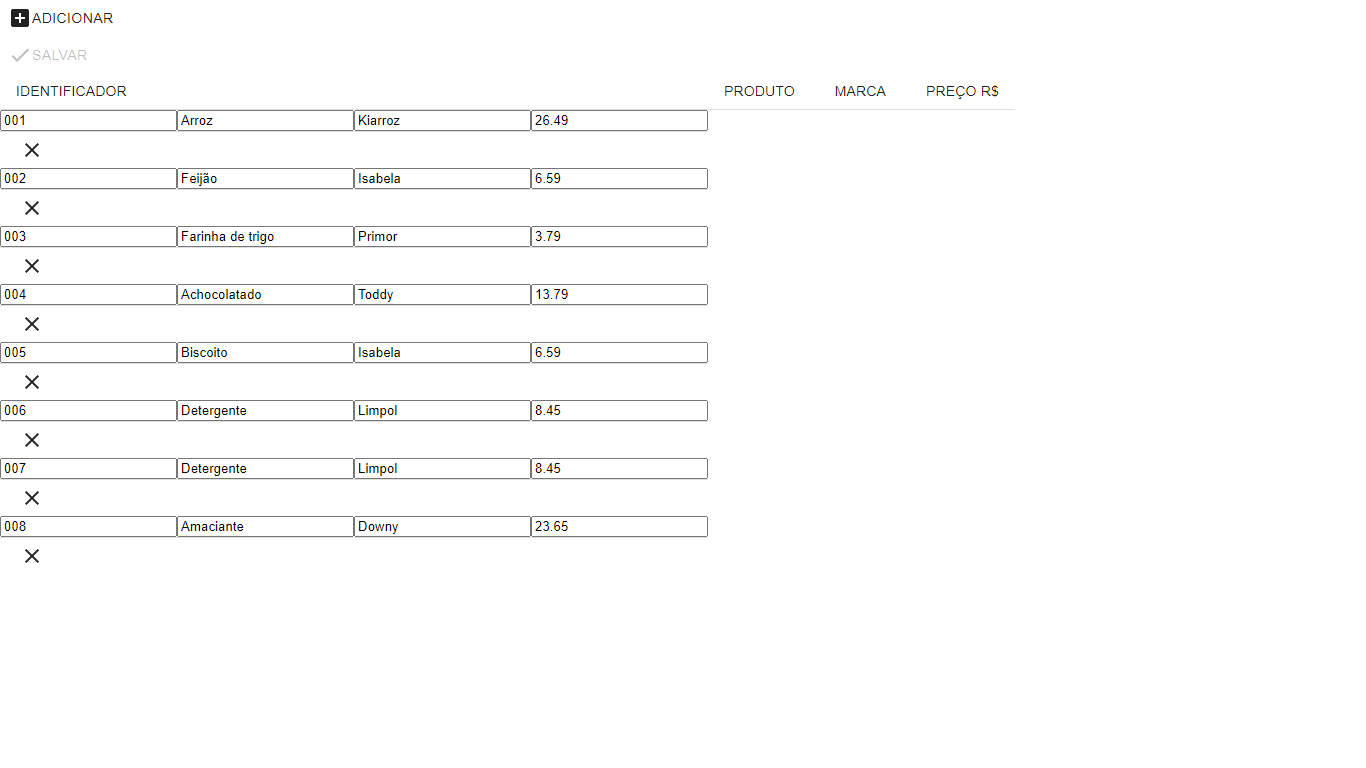 ADICIONAR
SALVAR
IDENTIFICADOR PRODUTO MARCA PREÇO R$
001 Arroz Kiarroz 26.49
002 Feijão Isabela 6.59
003 Farinha de trigo Primor 3.79
004 Achocolatado Toddy 13.79
005 Biscoito Isabela 6.59
006 Detergente Limpol 8.45
007 Detergente Limpol 8.45
008 Amaciante Downy 23.65